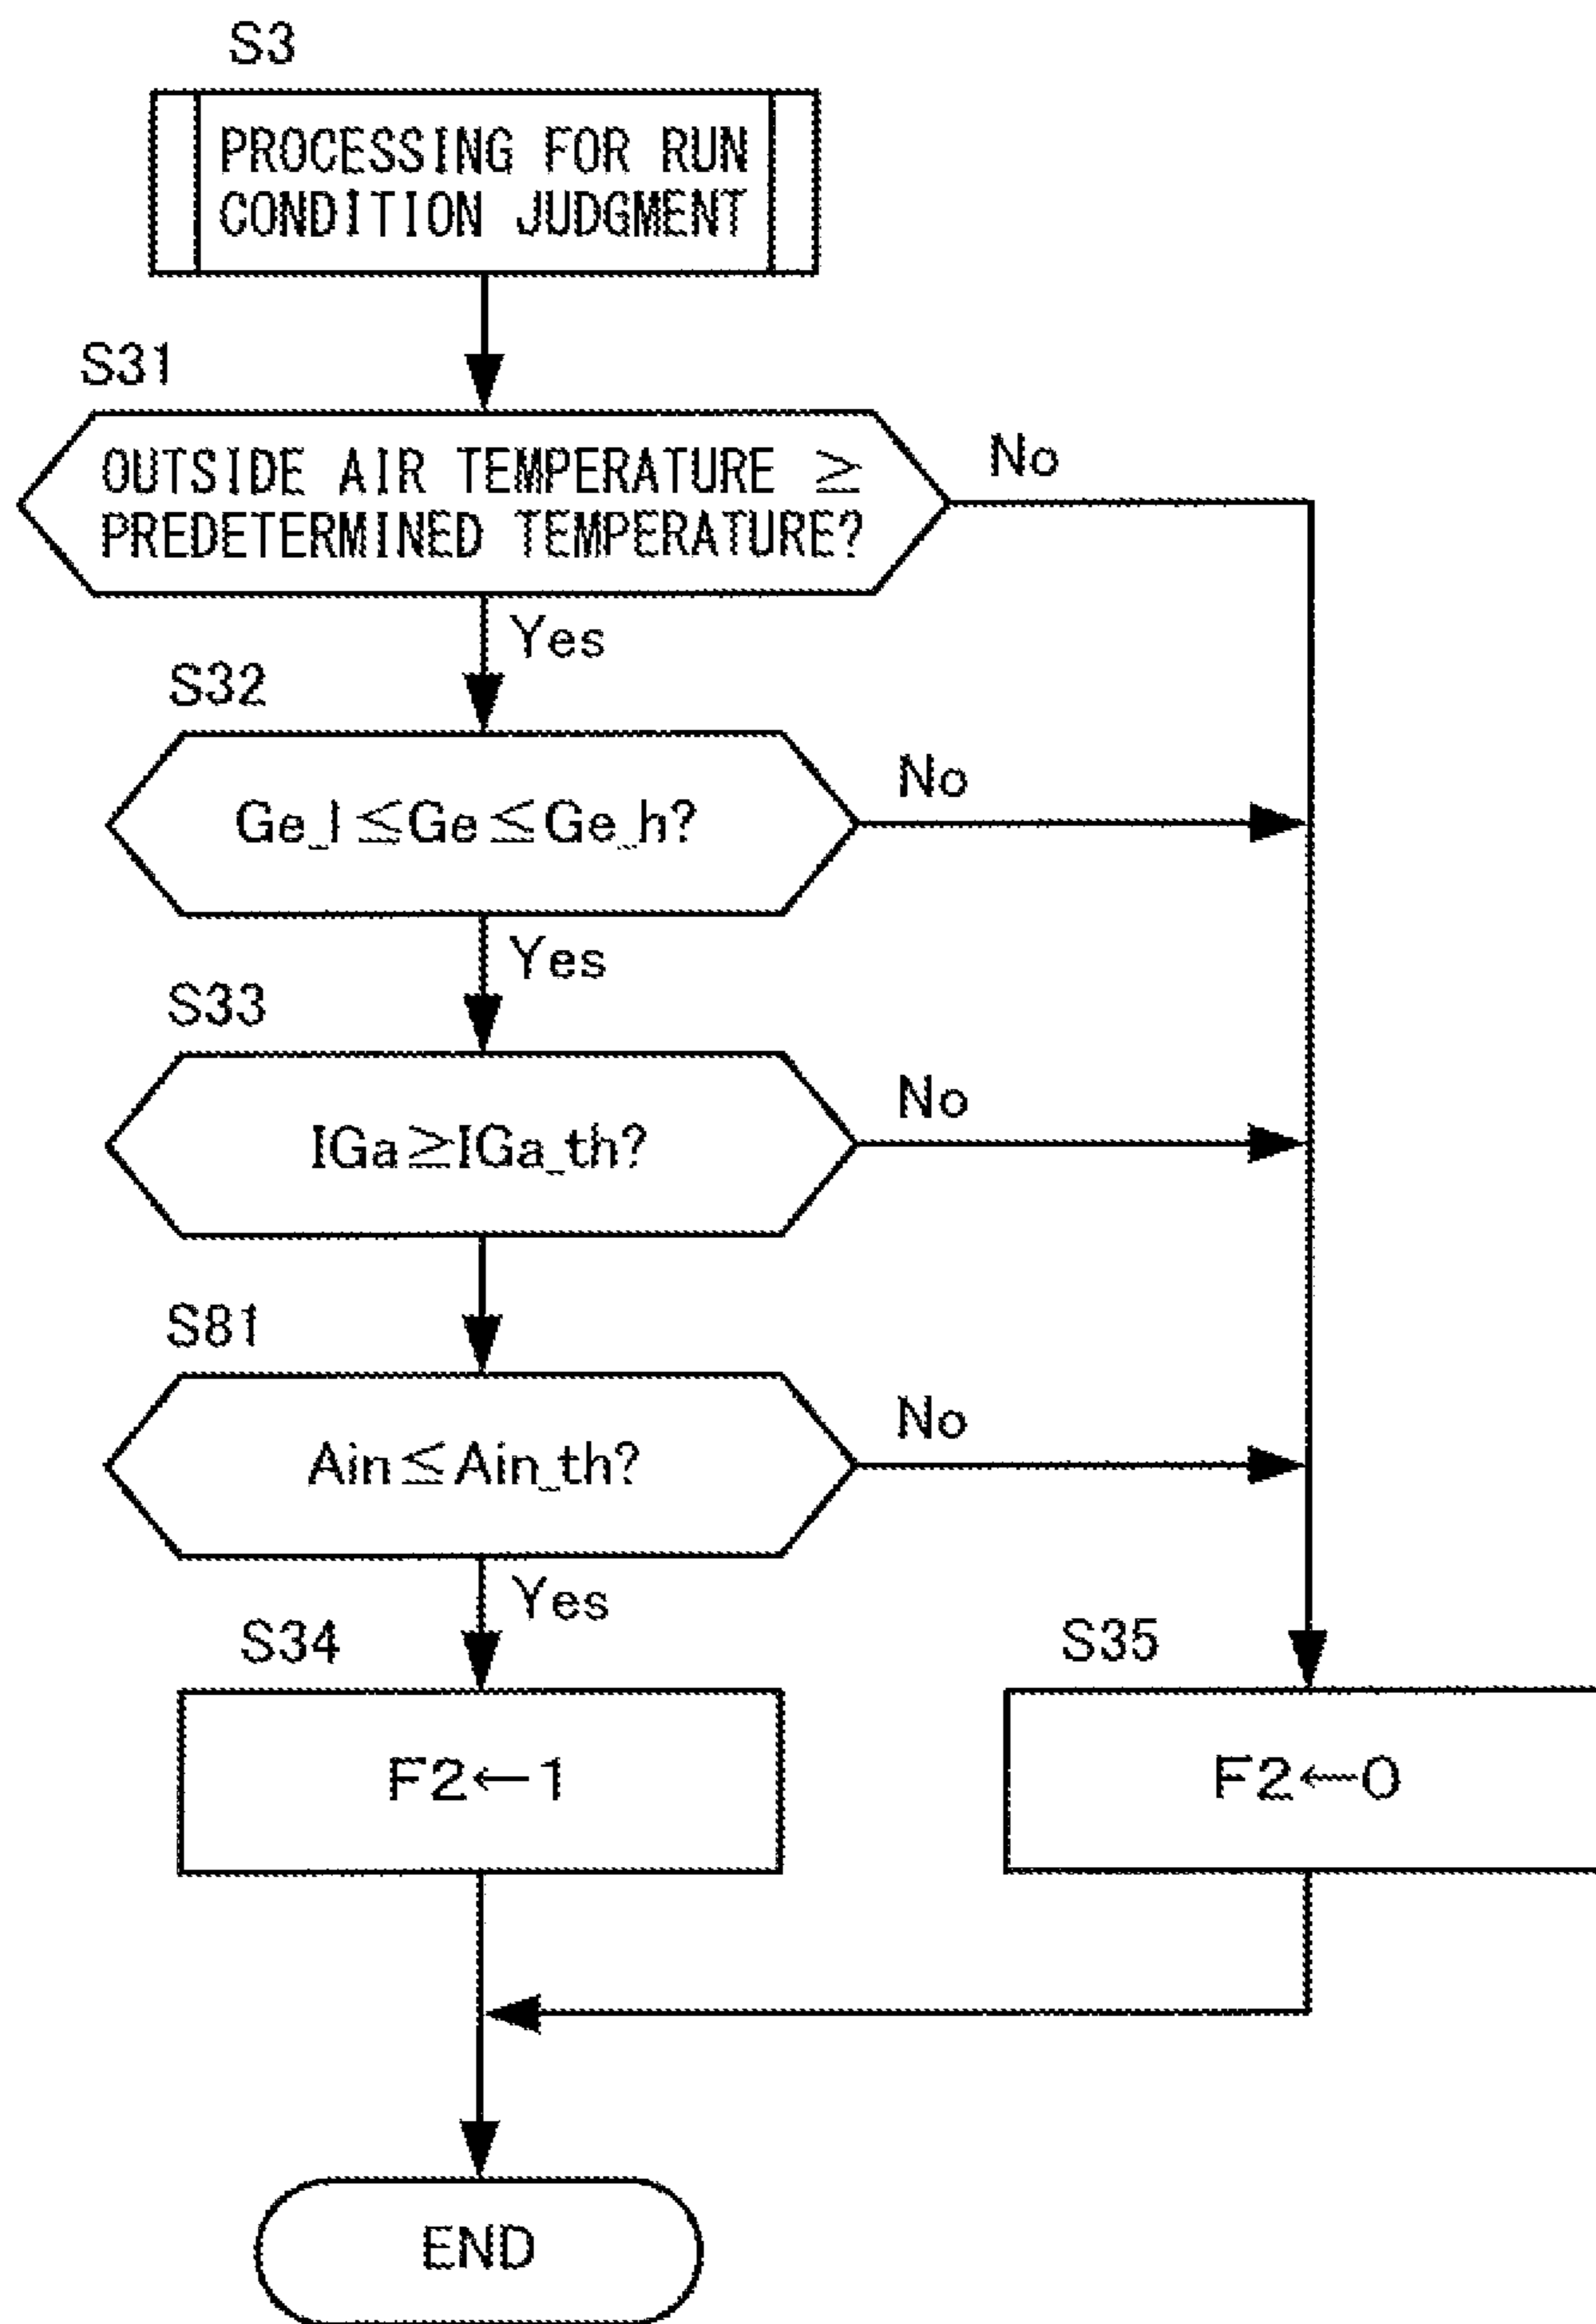 S3
PROCESSING FOR RUN
CONDITION JUDGMENT
S31
OUTSIDE AIR TEMPERATURE ≧
PREDETERMINED TEMPERATURE?
No
Yes
S32
Ge_l≦Ge≦Ge_h?
No
Yes
S33
IGa≧IGa_th?
No
S81
Ain≦Ain_th?
No
Yes
S34
F2←1
S35
F2←0
END